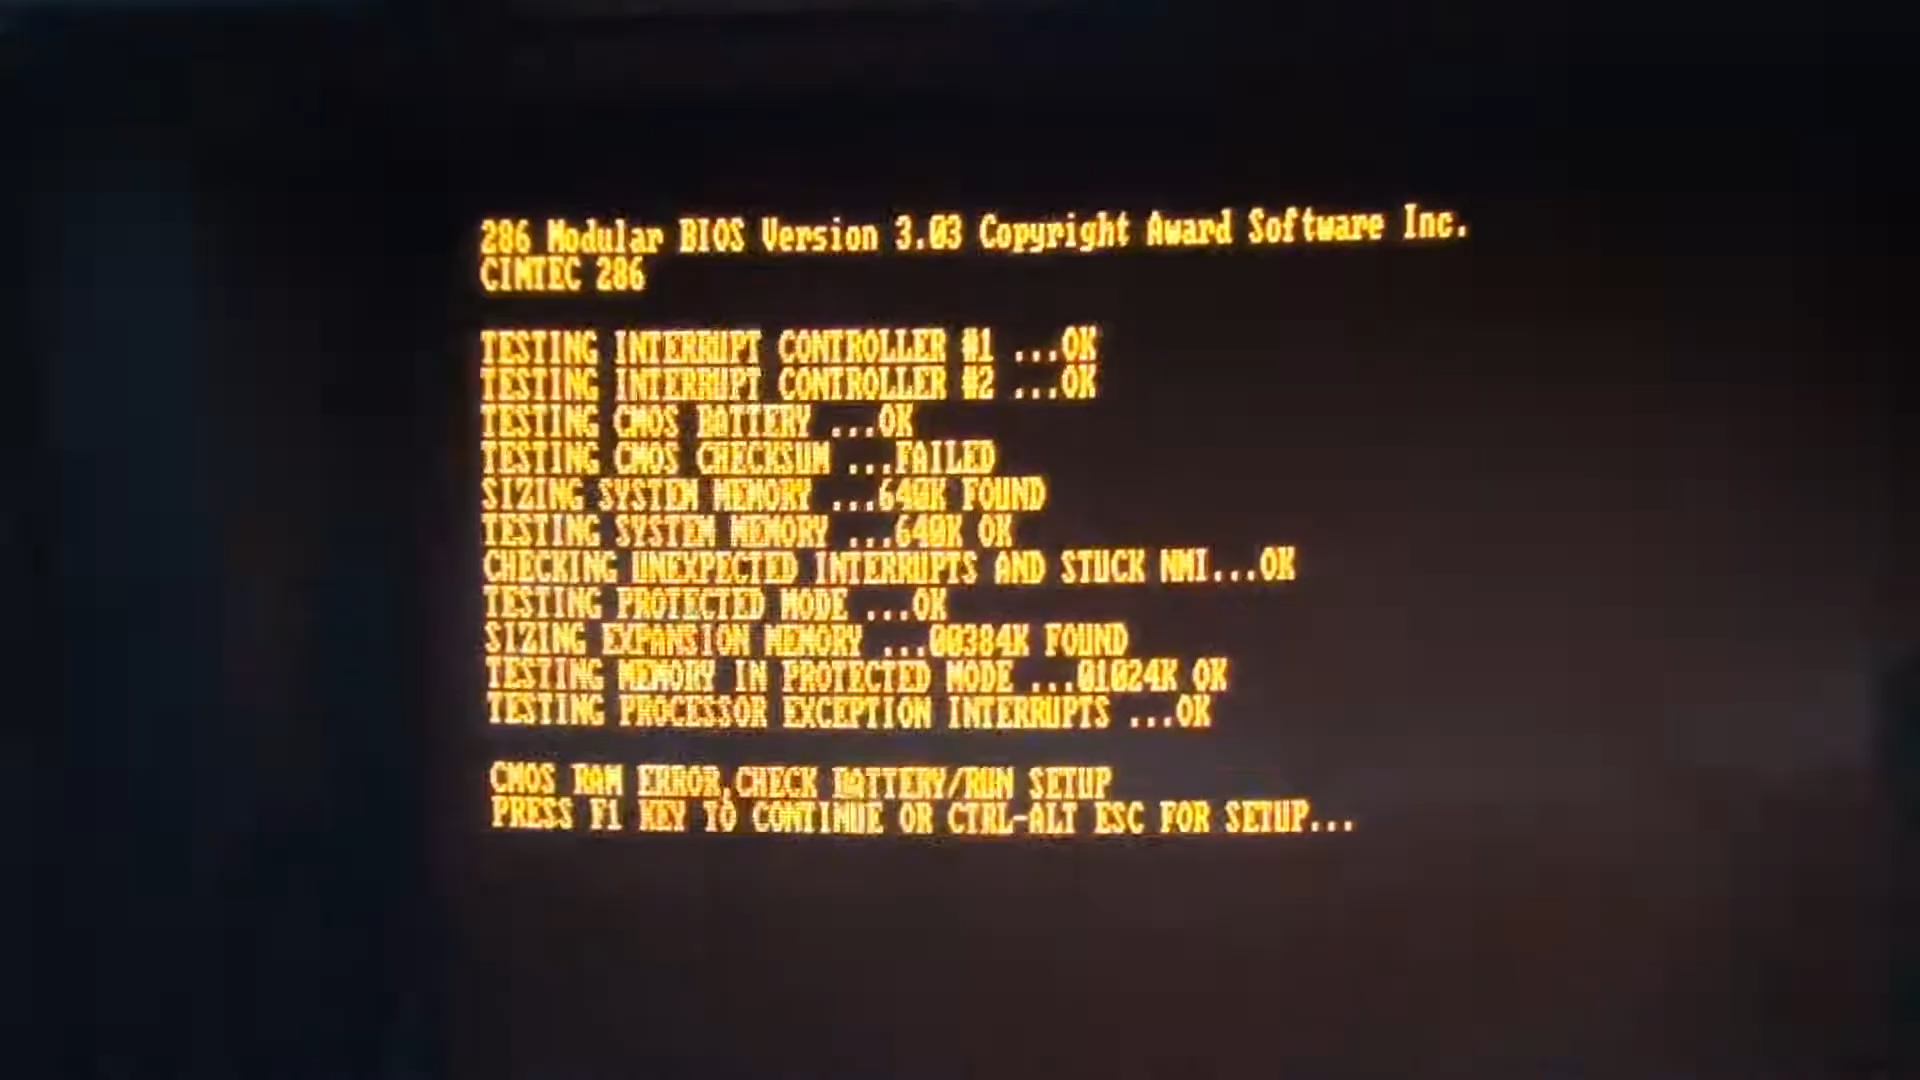 286 Modular BIOS Version 3.03 Copyright Award Software Inc.
CIMTEC 286
TESTING INTERRUPT CONTROLLER #1 ...OK
TESTING INTERRUPT CONTROLLER #2 ...OK
TESTING CMOS BATTERY ...OK
TESTING CMOS CHECKSUM ...FAILED
SIZING SYSTEM MEMORY ...640K FOUND
TESTING SYSTEM MEMORY ...640K OK
CHECKING UNEXPECTED INTERRUPTS AND STUCK NMI...OK
TESTING PROTECTED MODE ...OK
SIZING EXPANSION MEMORY ...00384K FOUND
TESTING MEMORY IN PROTECTED MODE ...01024K OK
TESTING PROCESSOR EXCEPTION INTERRUPTS ...OK
CMOS RAM ERROR,CHECK BATTERY/RUN SETUP
PRESS F1 KEY TO CONTINUE OR CTRL-ALT ESC FOR SETUP...